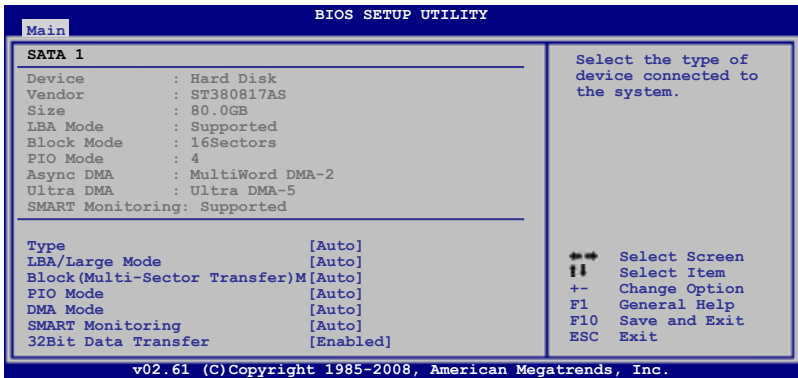 BIOS SETUP UTILITY
Main
SATA 1
Device : Hard Disk
Vendor : ST380817AS
Size : 80.0GB
LBA Mode : Supported
Block Mode : 16Sectors
PIO Mode : 4
Async DMA : MultiWord DMA-2
Ultra DMA : Ultra DMA-5
SMART Monitoring: Supported
Type [Auto]
LBA/Large Mode [Auto]
Block(Multi-Sector Transfer)M[Auto]
PIO Mode [Auto]
DMA Mode [Auto]
SMART Monitoring [Auto]
32Bit Data Transfer [Enabled]
Select the type of
device connected to
the system.
Select Screen
Select Item
+- Change Option
F1 General Help
F10 Save and Exit
ESC Exit
v02.61 (C)Copyright 1985-2008, American Megatrends, Inc.